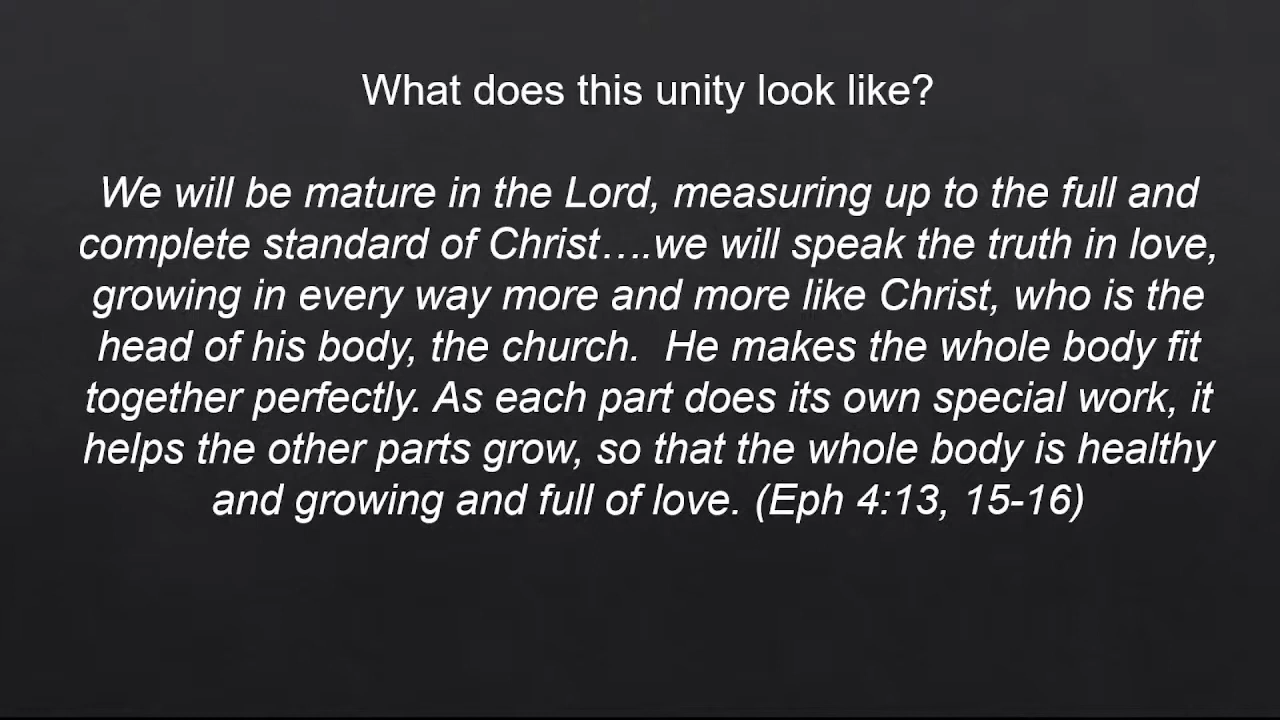 What does this unity look like?
We will be mature in the Lord, measuring up to the full and
complete standard of Christ….we will speak the truth in love,
growing in every way more and more like Christ, who is the
head of his body, the church.  He makes the whole body fit
together perfectly. As each part does its own special work, it
helps the other parts grow, so that the whole body is healthy
and growing and full of love. (Eph 4:13, 15-16)